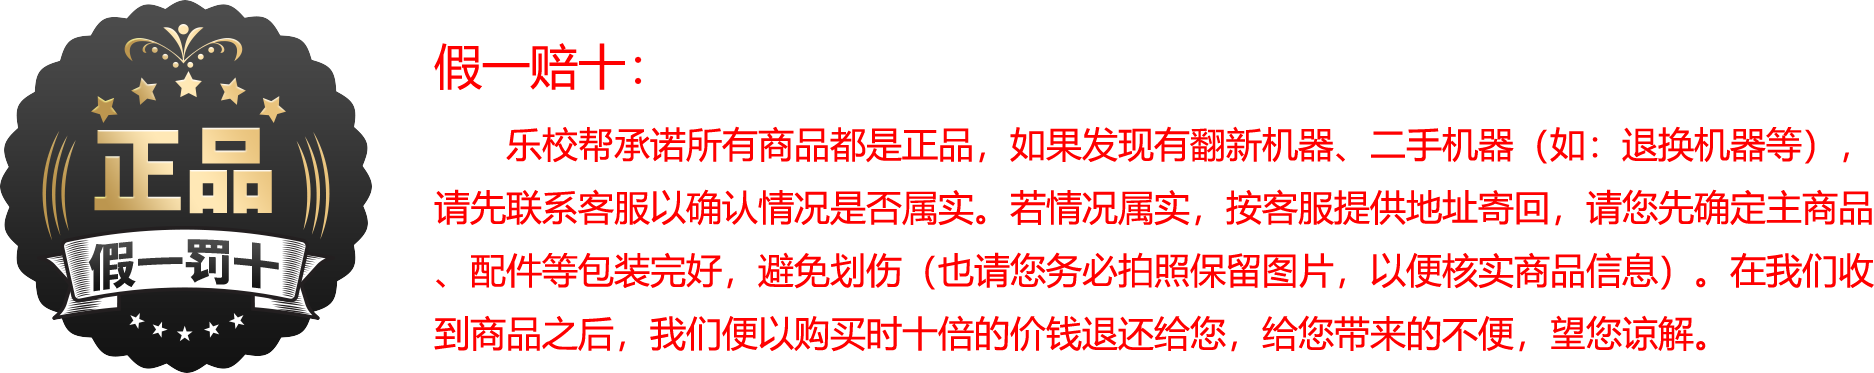 正品
假一罚十
假一赔十：
乐校帮承诺所有商品都是正品，如果发现有翻新机器、二手机器（如：退换机器等），
请先联系客服以确认情况是否属实。若情况属实，按客服提供地址寄回，请您先确定主商品
、配件等包装完好，避免划伤（也请您务必拍照保留图片，以便核实商品信息）。在我们收
到商品之后，我们便以购买时十倍的价钱退还给您，给您带来的不便，望您谅解。